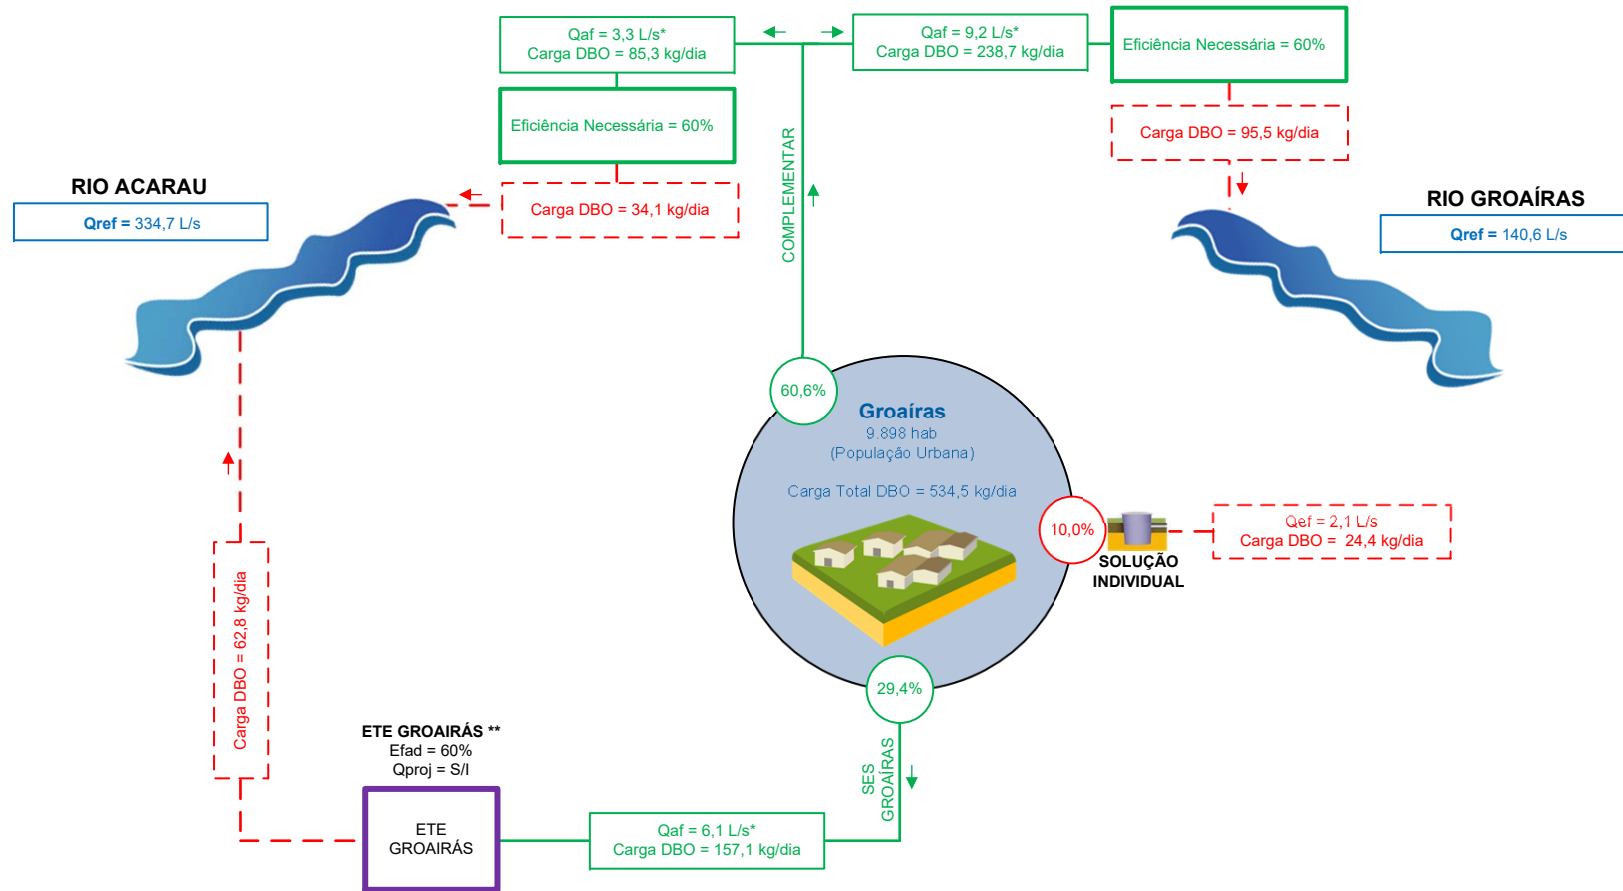 Qaf = 3,3 L/s*
Carga DBO = 85,3 kg/dia
Qaf = 9,2 L/s*
Carga DBO = 238,7 kg/dia
Eficiência Necessária = 60%
Eficiência Necessária = 60%
Carga DBO = 95,5 kg/dia
COMPLEMENTAR
RIO ACARAU
Qref = 334,7 L/s
Carga DBO = 34,1 kg/dia
RIO GROAÍRAS
Qref = 140,6 L/s
60,6%
Groaíras
9.898 hab
(População Urbana)
Carga Total DBO = 534,5 kg/dia
10,0%
SOLUÇÃO
INDIVIDUAL
Qef = 2,1 L/s
Carga DBO = 24,4 kg/dia
Carga DBO = 62,8 kg/dia
29,4%
SES
GROAÍRAS
ETE GROAIRÁS **
Efad = 60%
Qproj = S/I
ETE
GROAIRÁS
Qaf = 6,1 L/s*
Carga DBO = 157,1 kg/dia